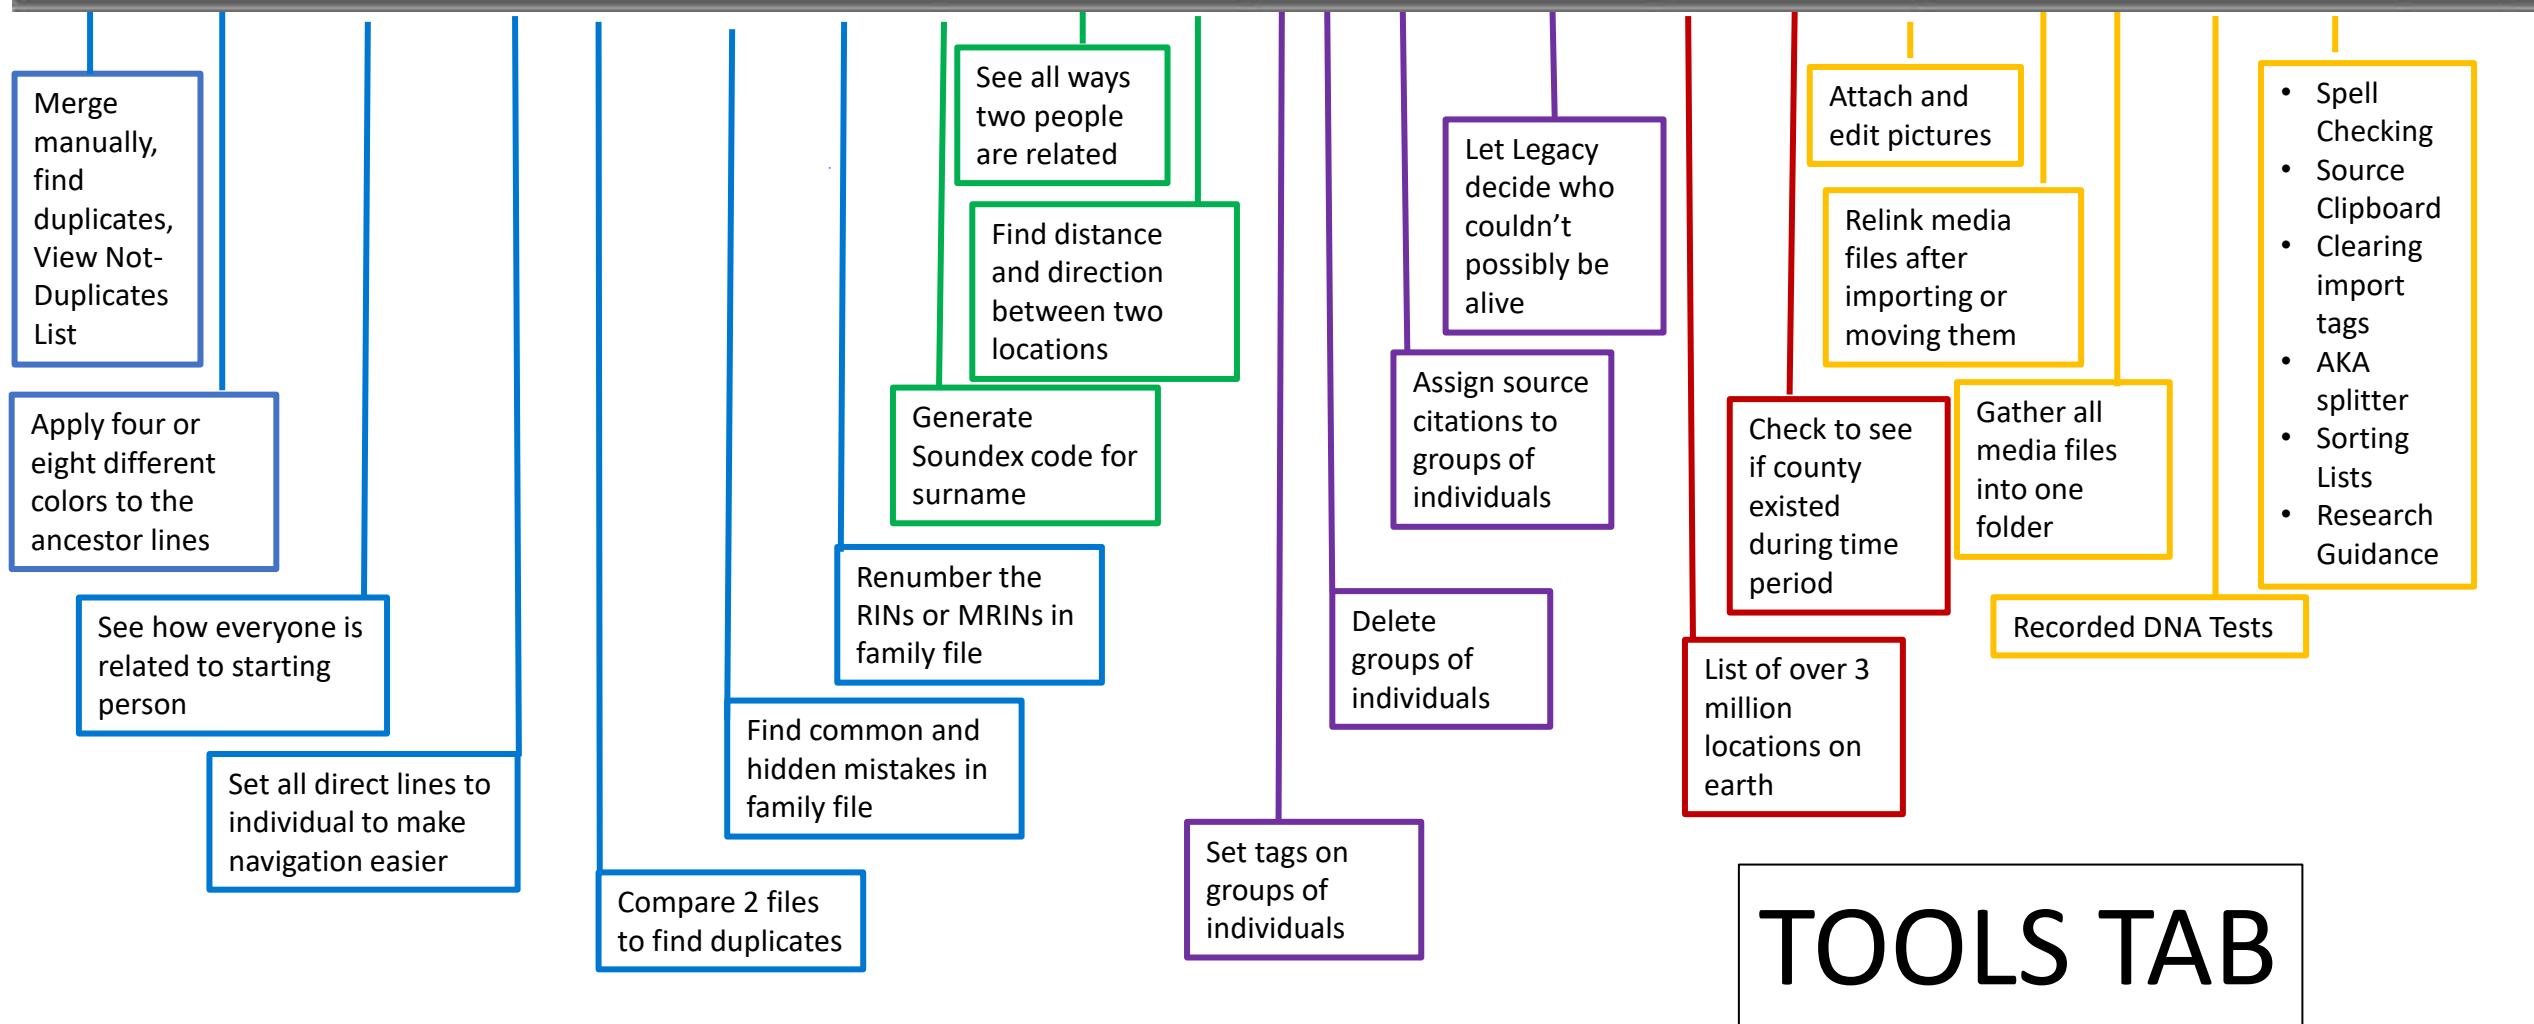 Merge
manually,
find
duplicates,
View Not-
Duplicates
List
Apply four or
eight different
colors to the
ancestor lines
See how everyone is
related to starting
person
Set all direct lines to
individual to make
navigation easier
Compare 2 files
to find duplicates
Find common and
hidden mistakes in
family file
Renumber the
RINs or MRINs in
family file
Generate
Soundex code for
surname
See all ways
two people
are related
Find distance
and direction
between two
locations
Set tags on
groups of
individuals
Delete
groups of
individuals
Assign source
citations to
groups of
individuals
Let Legacy
decide who
couldn’t
possibly be
alive
List of over 3
million
locations on
earth
Check to see
if county
existed
during time
period
Attach and
edit pictures
Relink media
files after
importing or
moving them
Gather all
media files
into one
folder
Recorded DNA Tests
• Spell
Checking
• Source
Clipboard
• Clearing
import
tags
• AKA
splitter
• Sorting
Lists
• Research
Guidance
TOOLS TAB